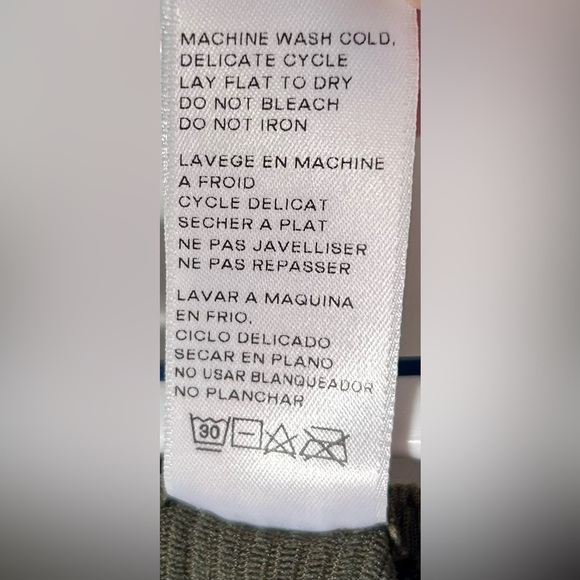 MACHINE WASH COLD,
DELICATE CYCLE
LAY FLAT TO DRY
DO NOT BLEACH
DO NOT IRON
LAVEGE EN MACHINE
A FROID
CYCLE DELICAT
SECHER A PLAT
NE PAS JAVELLISER
NE PAS REPASSER
LAVAR A MAQUINA
EN FRIO,
CICLO DELICADO
SECAR EN PLANO
NO USAR BLANQUEADOR
NO PLANCHAR
30